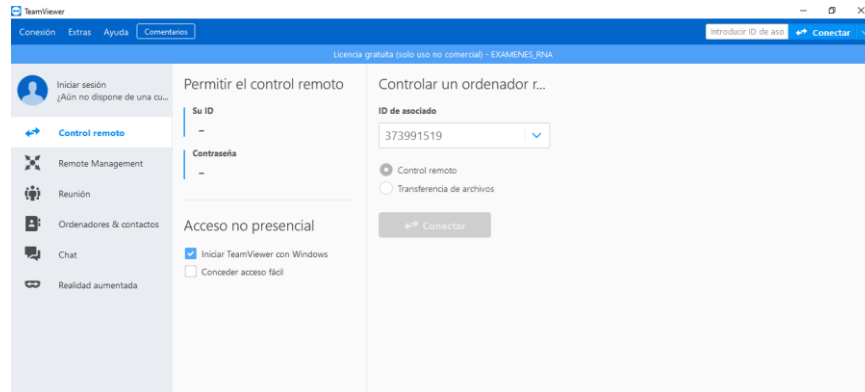 TeamViewer
Conexión Extras Ayuda Comentarios
Introducir ID de aso Conectar
Licencia gratuita (solo uso no comercial) - EXAMENES_RNA
Iniciar sesión
¿Aún no dispone de una cu...
Control remoto
Remote Management
Reunión
Ordenadores & contactos
Chat
Realidad aumentada
Permitir el control remoto
Su ID
–
Contraseña
–
Acceso no presencial
Iniciar TeamViewer con Windows
Conceder acceso fácil
Controlar un ordenador r...
ID de asociado
373991519
Control remoto
Transferencia de archivos
Conectar